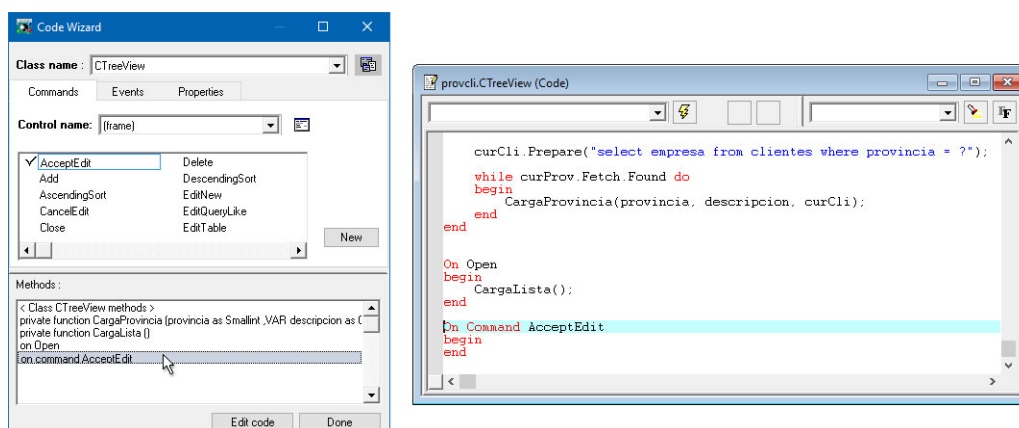 Code Wizard
Class name : CTreeView
Commands Events Properties
Control name: (frame)
AcceptEdit Delete
Add DescendingSort
AscendingSort EditNew
CancelEdit EditQueryLike
Close EditTable
New
Methods :
< Class CTreeView methods >
private function CargaProvincia (provincia as Smallint ,VAR descripcion as
private function CargaLista ()
on Open
on command AcceptEdit
Edit code Done
provcli.CTreeView (Code)
curCli.Prepare("select empresa from clientes where provincia = ?");
while curProv.Fetch.Found do
begin
CargaProvincia(provincia, descripcion, curCli);
end
end
On Open
begin
CargaLista();
end
On Command AcceptEdit
begin
end